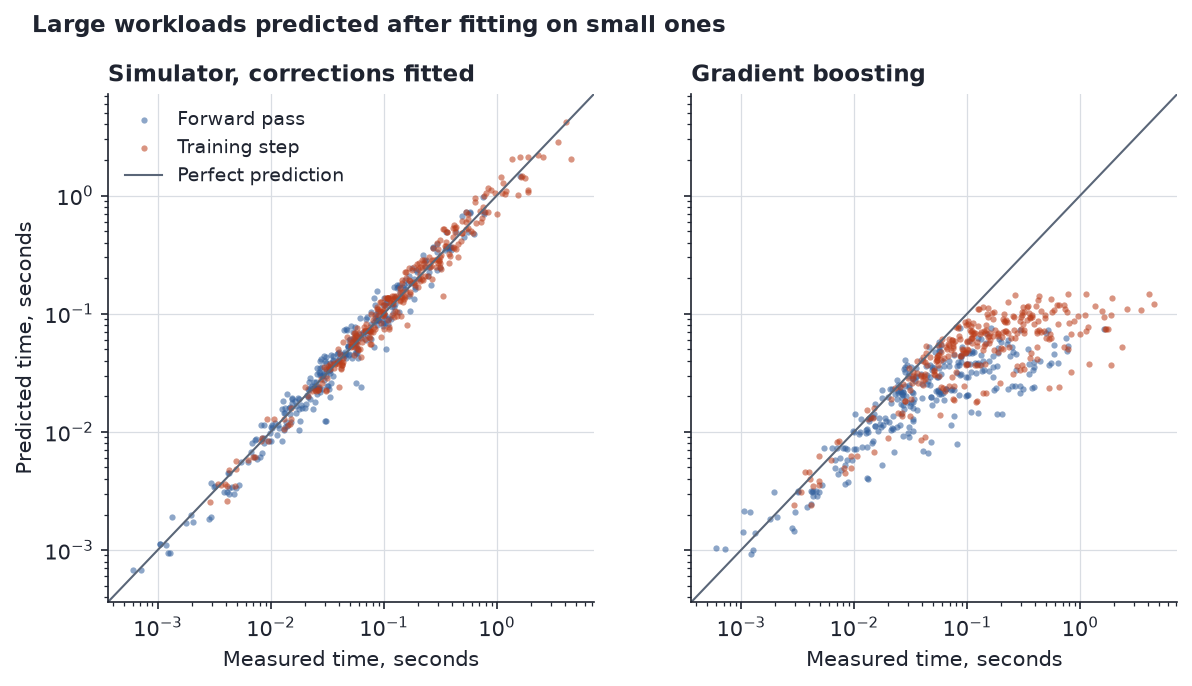 Large workloads predicted after fitting on small ones
Simulator, corrections fitted
Gradient boosting
Forward pass
Training step
Perfect prediction
Predicted time, seconds
10⁰
10⁻¹
10⁻²
10⁻³
10⁻³ 10⁻² 10⁻¹ 10⁰
10⁻³ 10⁻² 10⁻¹ 10⁰
Measured time, seconds
Measured time, seconds